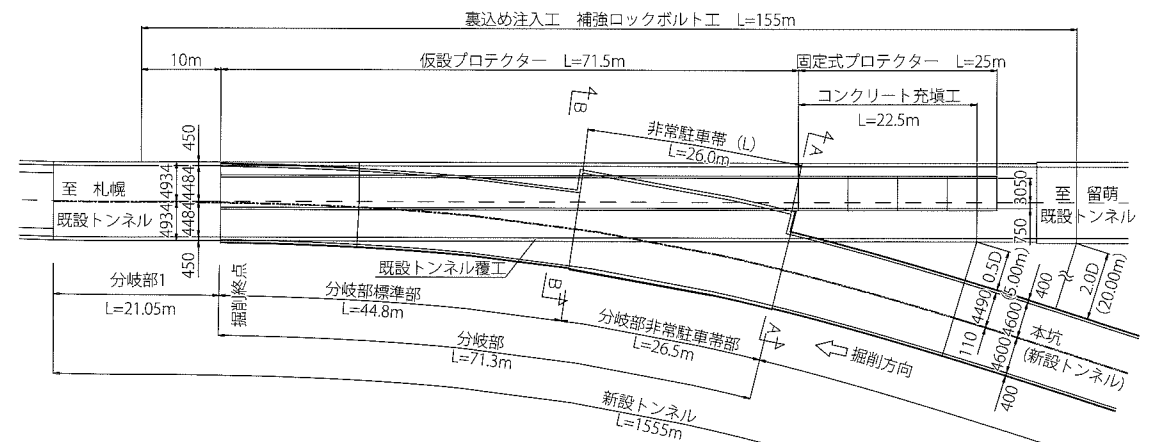 裏込め注入工 補強ロックボルト工 L=155m
10m
仮設プロテクター L=71.5m
固定式プロテクター L=25m
コンクリート充塡工
L=22.5m
B
非常駐車帯（L）
L=26.0m
A
450
4934
4484
4934
4484
450
至 札幌
既設トンネル
3050
750
至 留萌
既設トンネル
既設トンネル覆工
分岐部1
L=21.05m
掘削終点
分岐部標準部
L=44.8m
B
分岐部非常駐車帯部
L=26.5m
A
分岐部
L=71.3m
掘削方向
新設トンネル
L=1555m
0.5D
(5.00m)
4490
110
4600
4600
400
400
2.0D
(20.00m)
本坑
(新設トンネル)